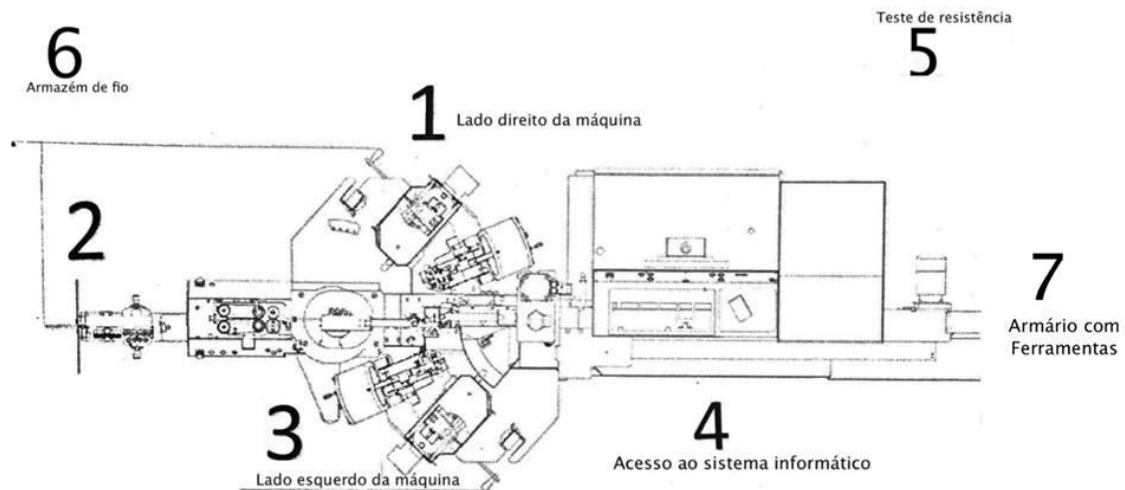 Teste de resistência
5
6
Armazém de fio
1
Lado direito da máquina
2
7
Armário com
Ferramentas
3
Lado esquerdo da máquina
4
Acesso ao sistema informático